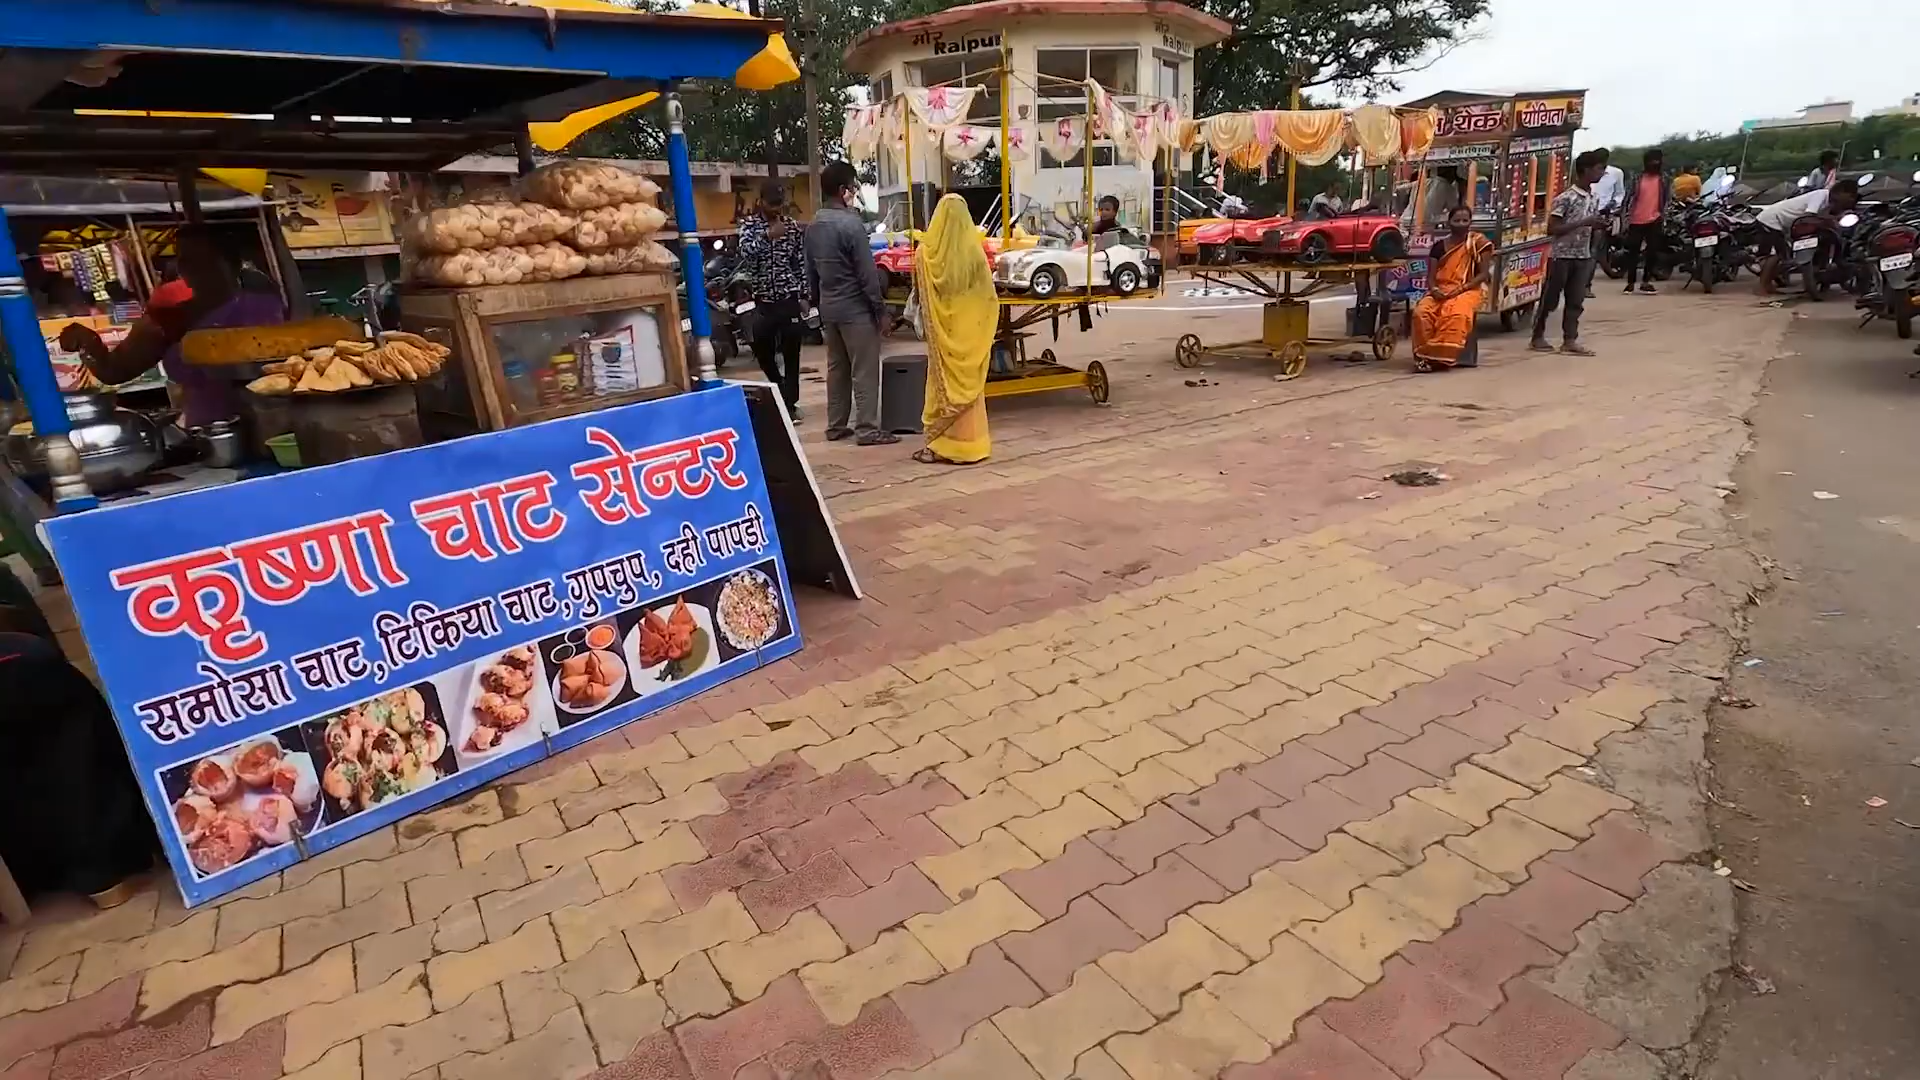 मोर Raipur
मोर Raipur
शेक
योगिता
कृष्णा चाट सेन्टर
समोसा चाट, टिकिया चाट, गुपचुप, दही पापड़ी